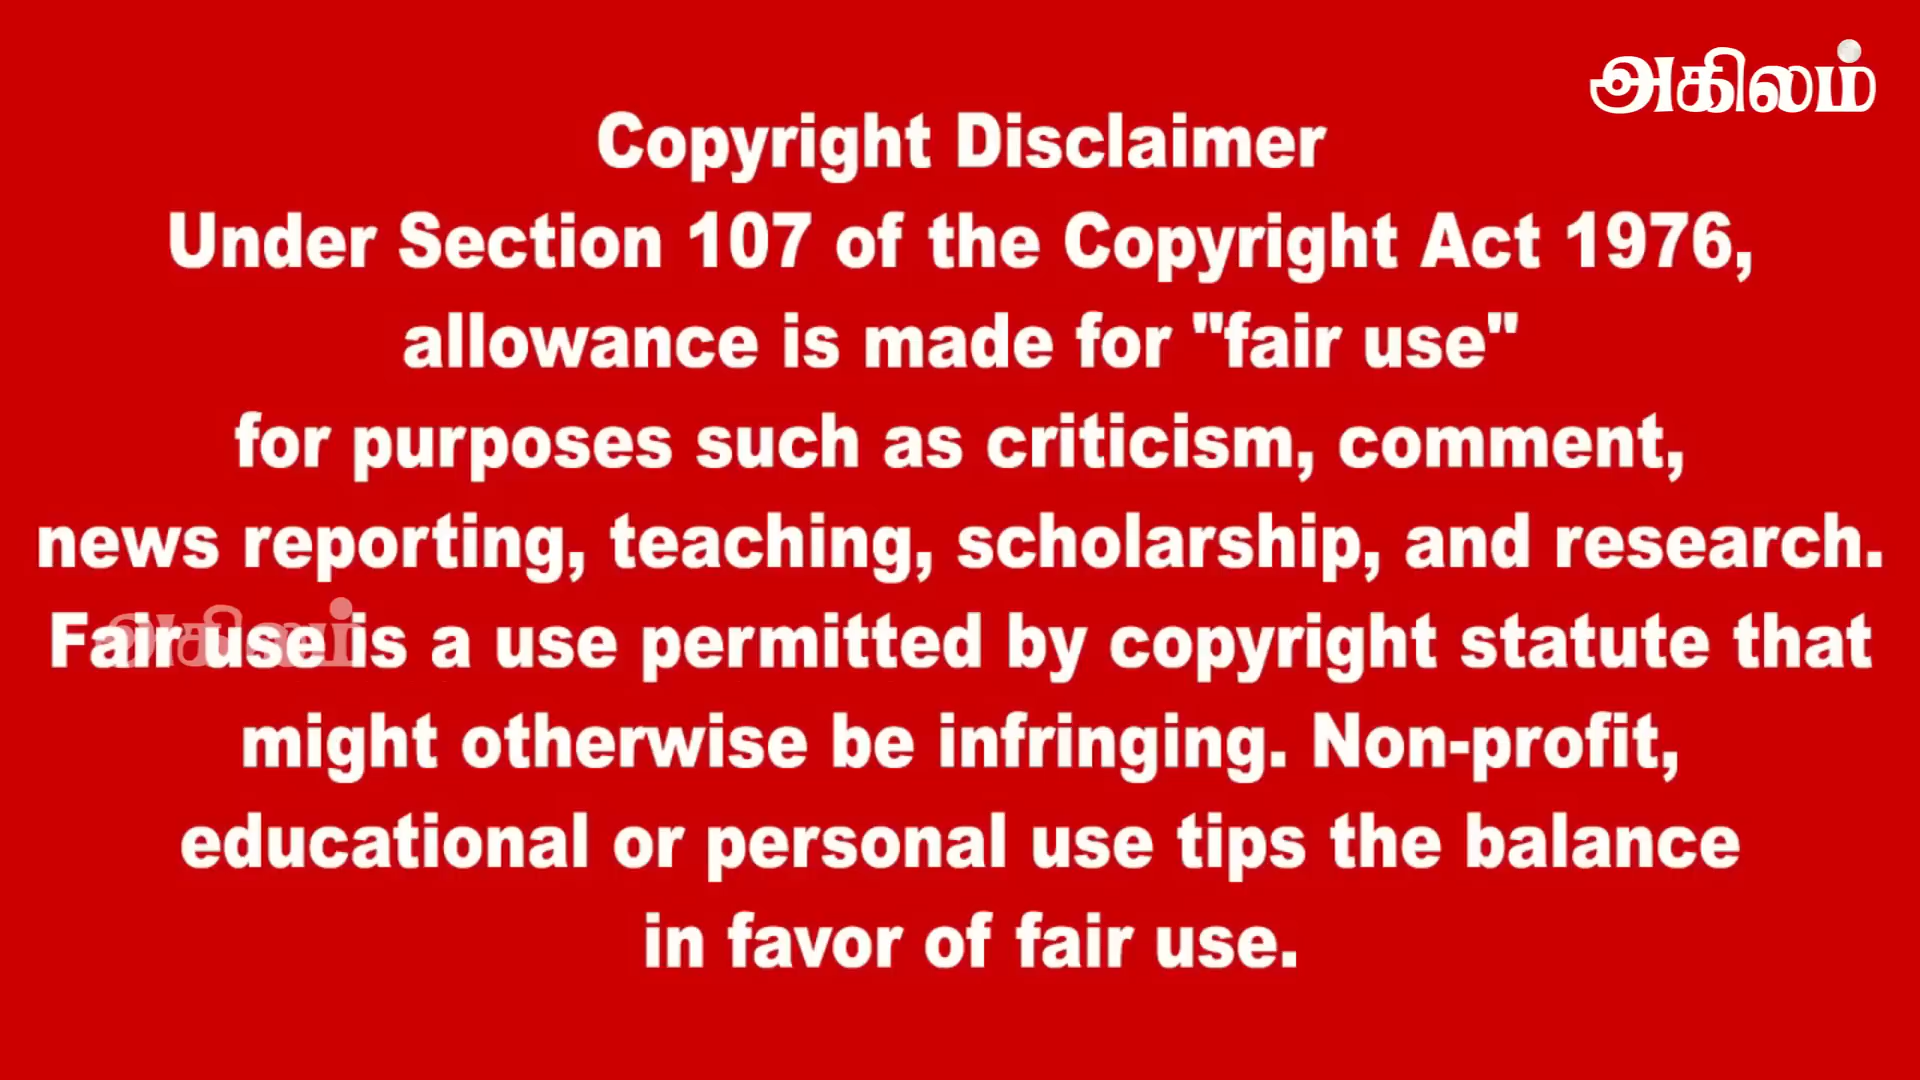 அகிலம்
Copyright Disclaimer
Under Section 107 of the Copyright Act 1976,
allowance is made for "fair use"
for purposes such as criticism, comment,
news reporting, teaching, scholarship, and research.
Fair use is a use permitted by copyright statute that
அகிலம்
might otherwise be infringing. Non-profit,
educational or personal use tips the balance
in favor of fair use.